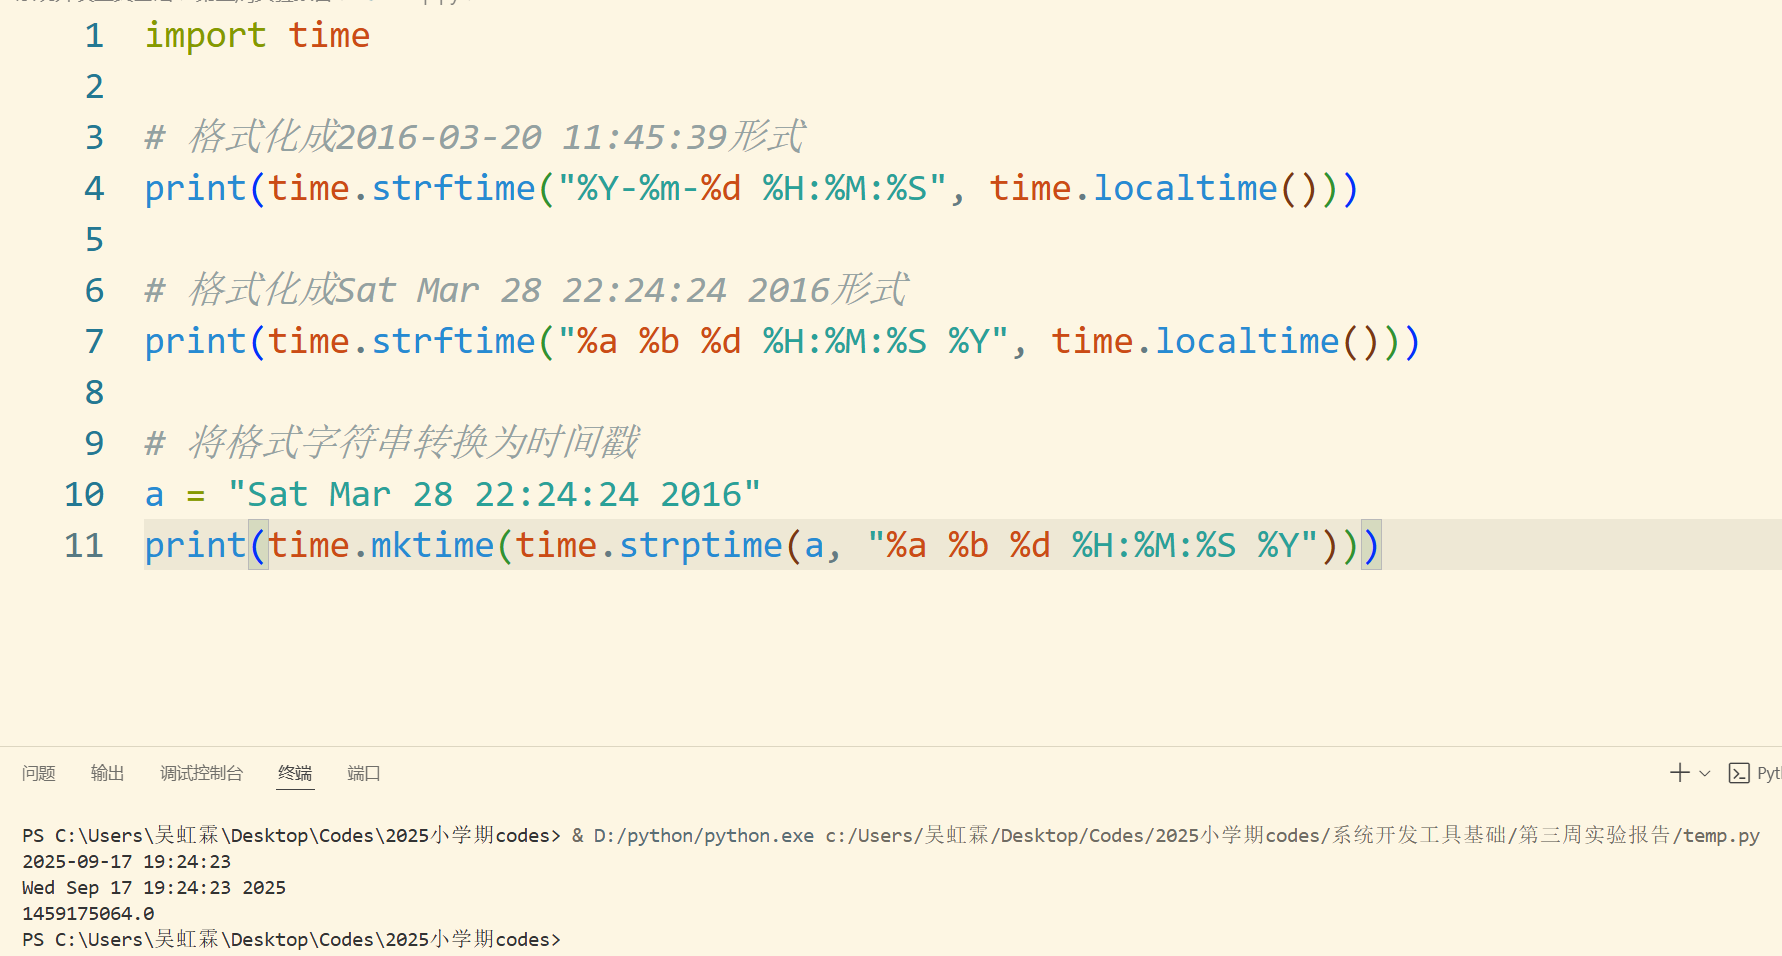 1 import time
2
3 # 格式化成2016-03-20 11:45:39形式
4 print(time.strftime("%Y-%m-%d %H:%M:%S", time.localtime()))
5
6 # 格式化成Sat Mar 28 22:24:24 2016形式
7 print(time.strftime("%a %b %d %H:%M:%S %Y", time.localtime()))
8
9 # 将格式字符串转换为时间戳
10 a = "Sat Mar 28 22:24:24 2016"
11 print(time.mktime(time.strptime(a, "%a %b %d %H:%M:%S %Y")))
问题 输出 调试控制台 终端 端口 Pyt
PS C:\Users\吴虹霖\Desktop\Codes\2025小学期codes> & D:/python/python.exe c:/Users/吴虹霖/Desktop/Codes/2025小学期codes/系统开发工具基础/第三周实验报告/temp.py
2025-09-17 19:24:23
Wed Sep 17 19:24:23 2025
1459175064.0
PS C:\Users\吴虹霖\Desktop\Codes\2025小学期codes>